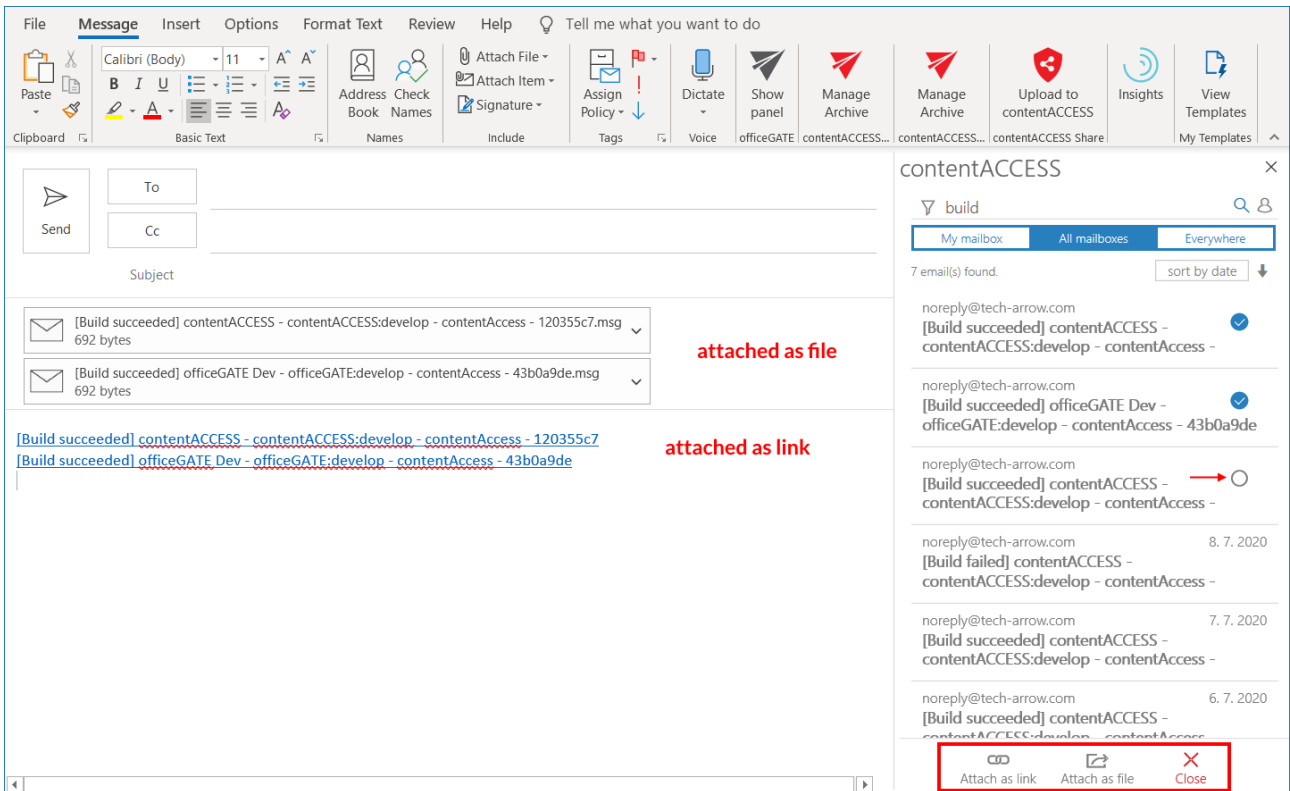 File Message Insert Options Format Text Review Help Tell me what you want to do
Calibri (Body) 11 A A
Paste
B I U
A
Clipboard
Basic Text
Address Book
Check Names
Names
Attach File
Attach Item
Signature
Include
Assign Policy
Tags
Dictate
Voice
Show panel
officeGATE
Manage Archive
contentACCESS...
Manage Archive
contentACCESS...
Upload to contentACCESS
contentACCESS Share
Insights
View Templates
My Templates
Send
To
Cc
Subject
[Build succeeded] contentACCESS - contentACCESS:develop - contentAccess - 120355c7.msg
692 bytes
[Build succeeded] officeGATE Dev - officeGATE:develop - contentAccess - 43b0a9de.msg
692 bytes
attached as file
[Build succeeded] contentACCESS - contentACCESS:develop - contentAccess - 120355c7
[Build succeeded] officeGATE Dev - officeGATE:develop - contentAccess - 43b0a9de
attached as link
contentACCESS
build
My mailbox All mailboxes Everywhere
7 email(s) found.
sort by date
noreply@tech-arrow.com
[Build succeeded] contentACCESS -
contentACCESS:develop - contentAccess -
noreply@tech-arrow.com
[Build succeeded] officeGATE Dev -
officeGATE:develop - contentAccess - 43b0a9de
noreply@tech-arrow.com
[Build succeeded] contentACCESS -
contentACCESS:develop - contentAccess -
noreply@tech-arrow.com 8. 7. 2020
[Build failed] contentACCESS -
contentACCESS:develop - contentAccess -
noreply@tech-arrow.com 7. 7. 2020
[Build succeeded] contentACCESS -
contentACCESS:develop - contentAccess -
noreply@tech-arrow.com 6. 7. 2020
[Build succeeded] contentACCESS -
contentACCESS:develop - contentAccess
Attach as link Attach as file Close